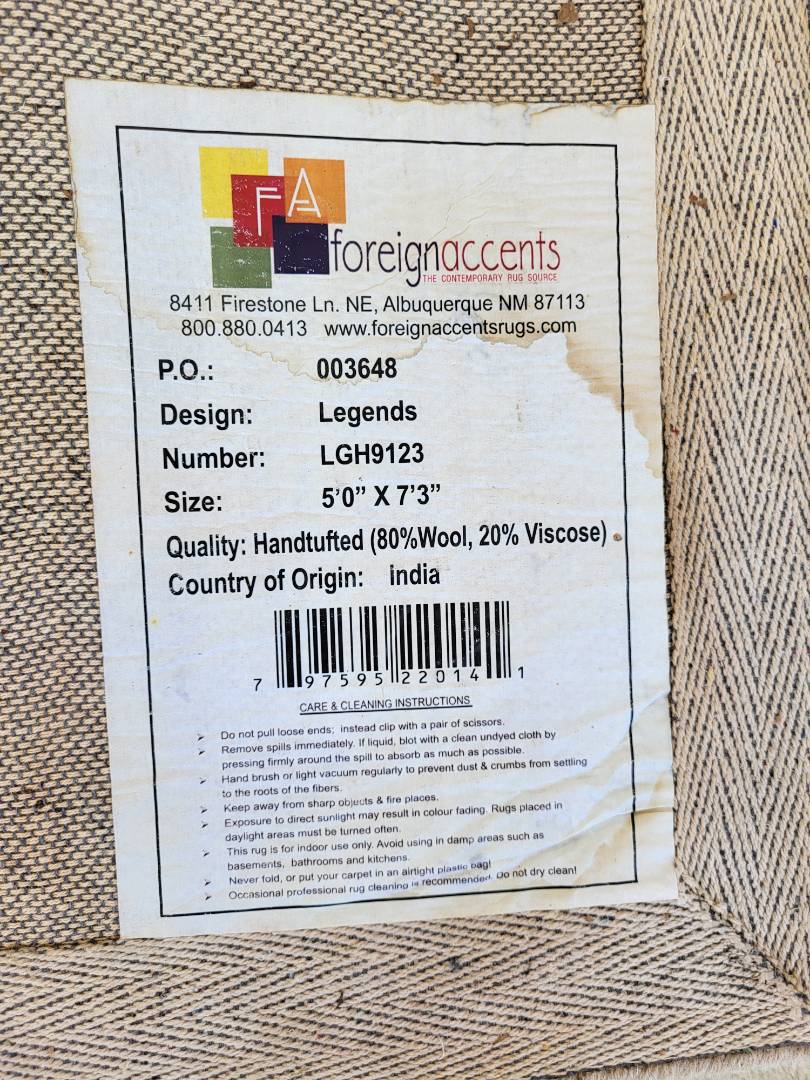 FA
foreignaccents
THE CONTEMPORARY RUG SOURCE
8411 Firestone Ln. NE, Albuquerque NM 87113
800.880.0413 www.foreignaccentsrugs.com
P.O.: 003648
Design: Legends
Number: LGH9123
Size: 5'0" X 7'3"
Quality: Handtufted (80%Wool, 20% Viscose)
Country of Origin: india
7 97595 22014 1
CARE & CLEANING INSTRUCTIONS
➤ Do not pull loose ends; instead clip with a pair of scissors.
➤ Remove spills immediately. If liquid, blot with a clean undyed cloth by
pressing firmly around the spill to absorb as much as possible.
➤ Hand brush or light vacuum regularly to prevent dust & crumbs from settling
to the roots of the fibers.
➤ Keep away from sharp objects & fire places.
➤ Exposure to direct sunlight may result in colour fading. Rugs placed in
daylight areas must be turned often.
➤ This rug is for indoor use only. Avoid using in damp areas such as
basements, bathrooms and kitchens.
➤ Never fold, or put your carpet in an airtight plastic bag!
➤ Occasional professional rug cleaning is recommended. Do not dry clean!